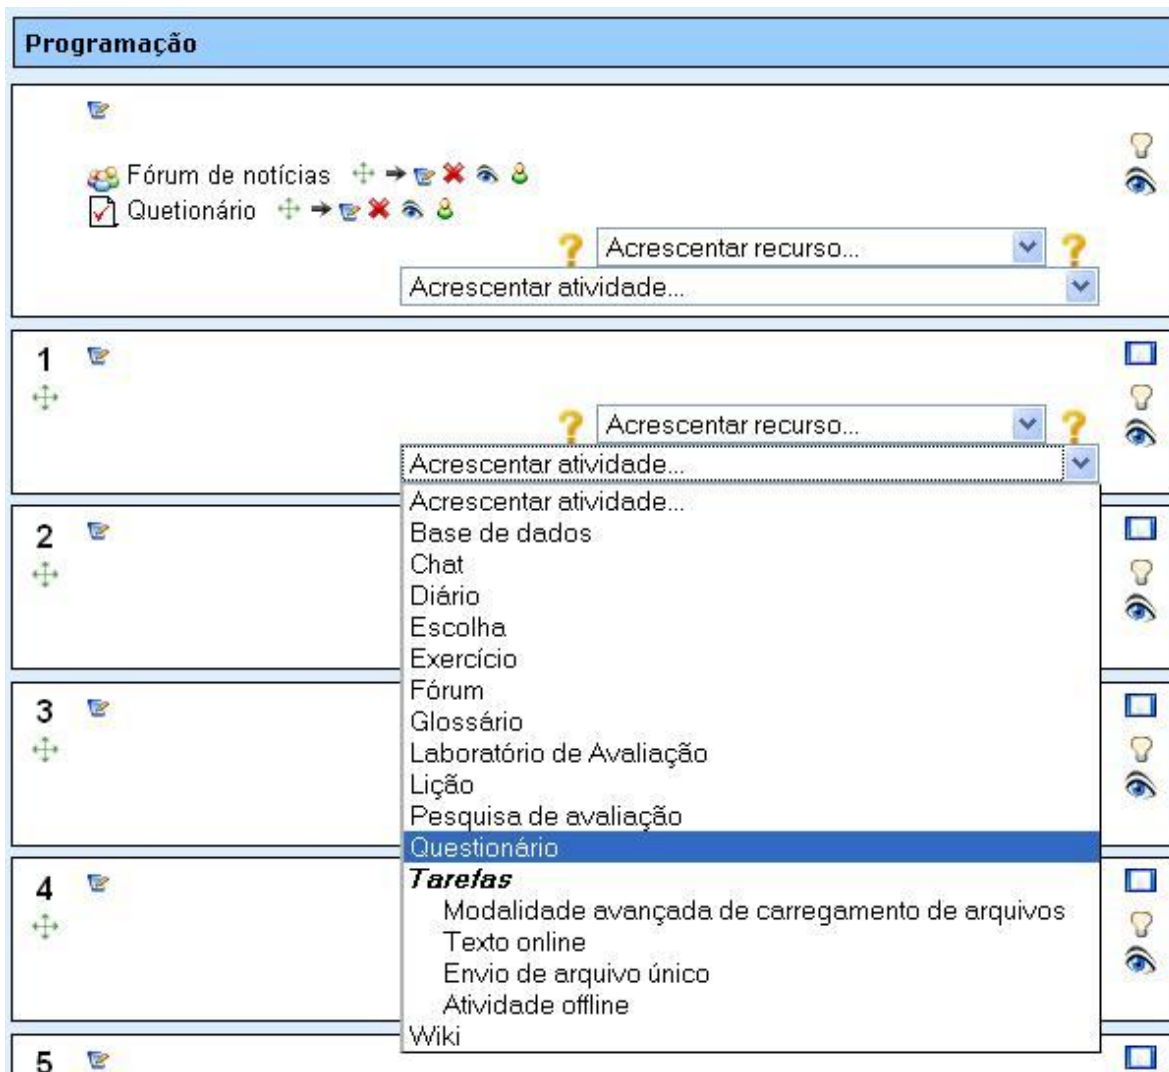 Programação
Fórum de notícias
Quetionário
Acrescentar recurso...
Acrescentar atividade...
1
Acrescentar recurso...
Acrescentar atividade...
Acrescentar atividade...
Base de dados
2
Chat
Diário
Escolha
Exercício
Fórum
3
Glossário
Laboratório de Avaliação
Lição
Pesquisa de avaliação
Questionário
4
Tarefas
Modalidade avançada de carregamento de arquivos
Texto online
Envio de arquivo único
Atividade offline
Wiki
5